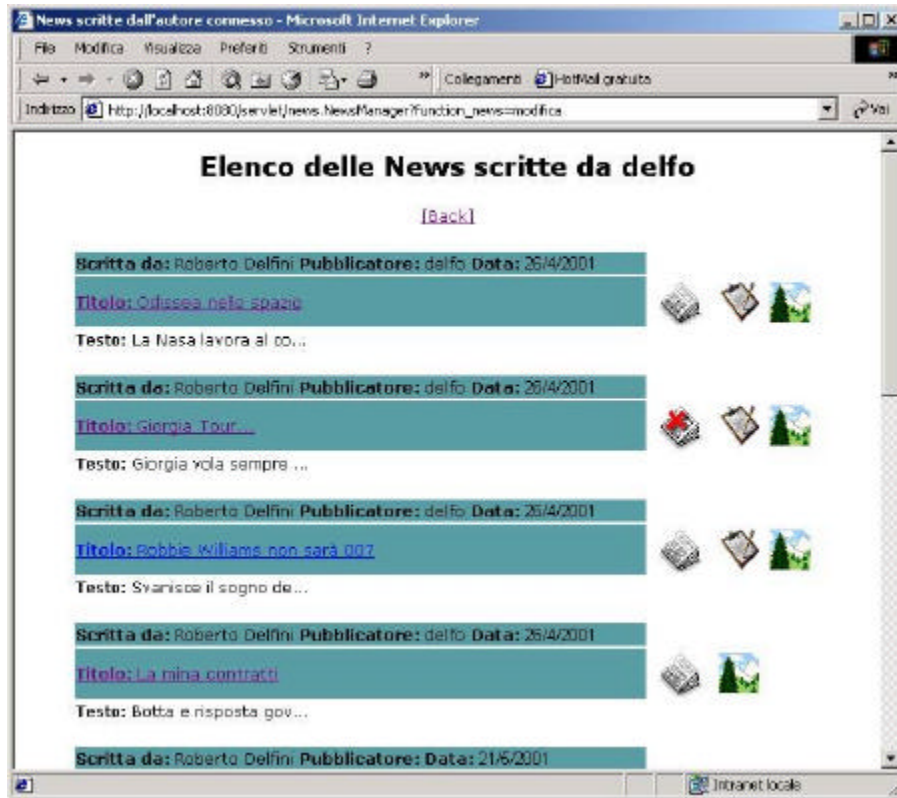 News scritte dall'autore connesso - Microsoft Internet Explorer
File Modifica Visualizza Preferiti Strumenti ?
Collegamenti HotMail gratuita
Indirizzo http://localhost:8080/servlet/news.NewsManager?function_news=modifica Vai
Elenco delle News scritte da delfo
[Back]
Scritta da: Roberto Delfini Pubblicatore: delfo Data: 26/4/2001
Titolo: Odissea nello spazio
Testo: La Nasa lavora al co...
Scritta da: Roberto Delfini Pubblicatore: delfo Data: 26/4/2001
Titolo: Giorgia Tour...
Testo: Giorgia vola sempre ...
Scritta da: Roberto Delfini Pubblicatore: delfo Data: 26/4/2001
Titolo: Robbie Williams non sarà 007
Testo: Svanisce il sogno de...
Scritta da: Roberto Delfini Pubblicatore: delfo Data: 26/4/2001
Titolo: La mina contratti
Testo: Botta e risposta gov...
Scritta da: Roberto Delfini Pubblicatore: Data: 21/6/2001
Intranet locale